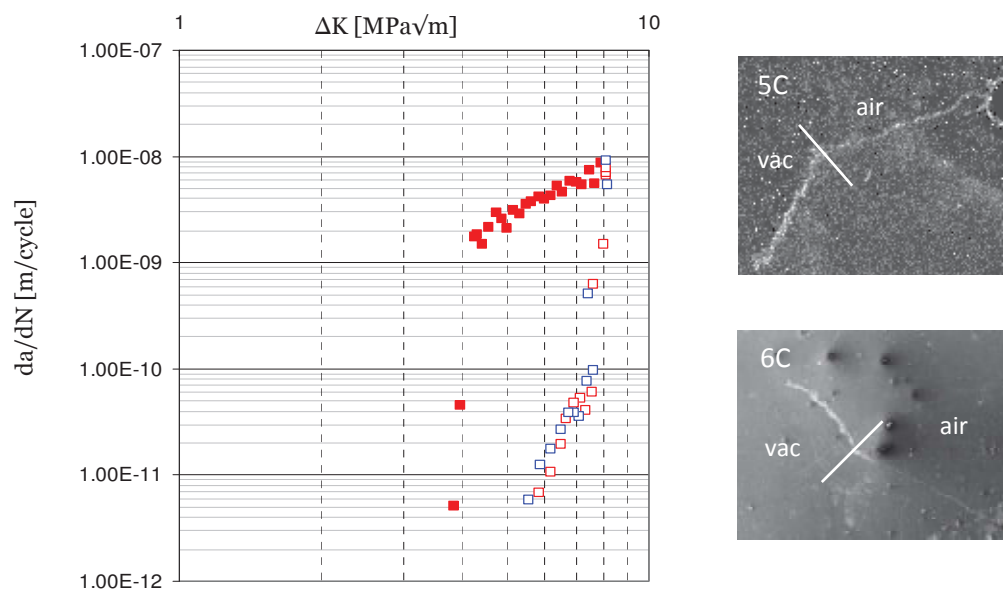 1
ΔK [MPa√m]
10
1.00E-07
1.00E-08
1.00E-09
1.00E-10
1.00E-11
1.00E-12
da/dN [m/cycle]
5C
air
vac
6C
vac
air